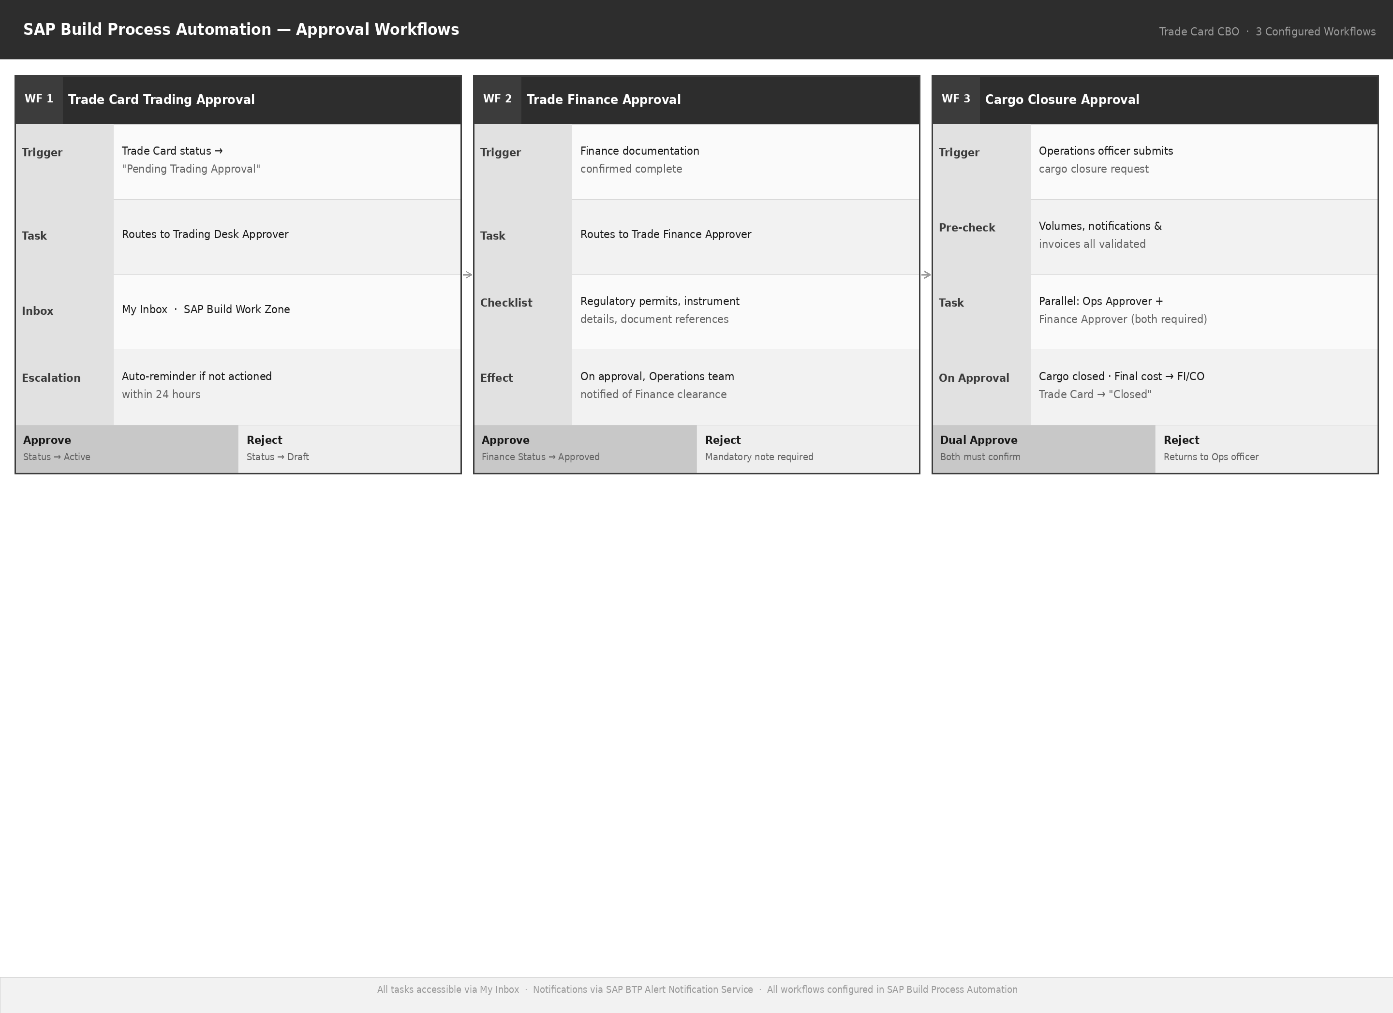 SAP Build Process Automation — Approval Workflows
Trade Card CBO · 3 Configured Workflows
WF 1 Trade Card Trading Approval
Trigger
Trade Card status →
"Pending Trading Approval"
Task
Routes to Trading Desk Approver
Inbox
My Inbox · SAP Build Work Zone
Escalation
Auto-reminder if not actioned
within 24 hours
Approve
Status → Active
Reject
Status → Draft
WF 2 Trade Finance Approval
Trigger
Finance documentation
confirmed complete
Task
Routes to Trade Finance Approver
Checklist
Regulatory permits, instrument
details, document references
Effect
On approval, Operations team
notified of Finance clearance
Approve
Finance Status → Approved
Reject
Mandatory note required
WF 3 Cargo Closure Approval
Trigger
Operations officer submits
cargo closure request
Pre-check
Volumes, notifications &
invoices all validated
Task
Parallel: Ops Approver +
Finance Approver (both required)
On Approval
Cargo closed · Final cost → FI/CO
Trade Card → "Closed"
Dual Approve
Both must confirm
Reject
Returns to Ops officer
All tasks accessible via My Inbox · Notifications via SAP BTP Alert Notification Service · All workflows configured in SAP Build Process Automation